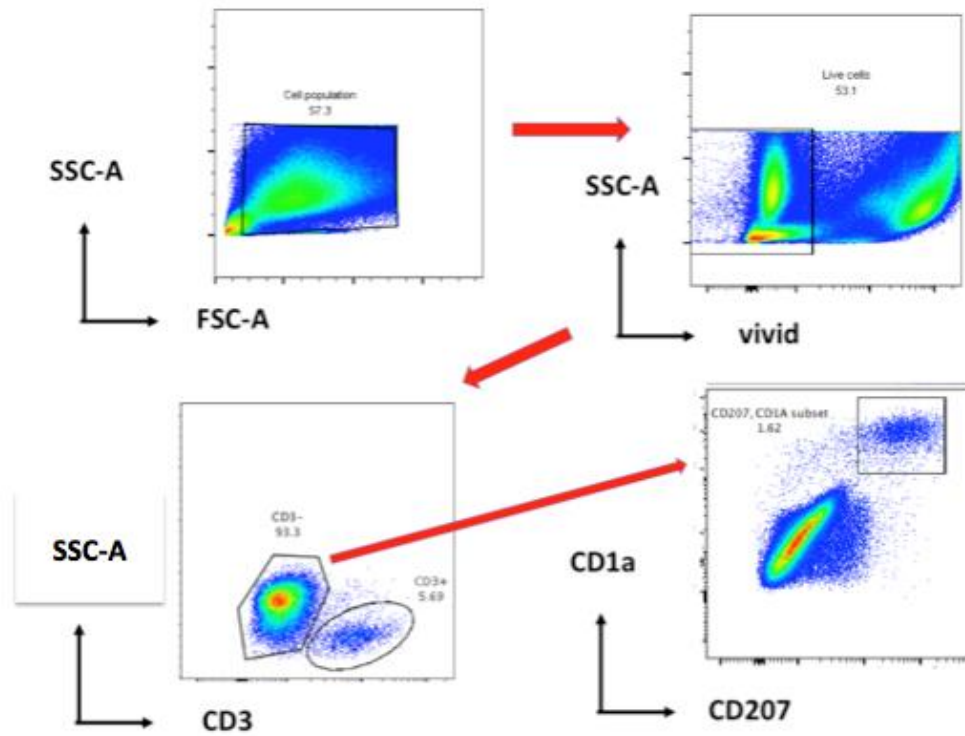 Cell population
57.3
SSC-A
FSC-A
Live cells
53.1
SSC-A
vivid
CD3-
93.3
CD3+
5.69
SSC-A
CD3
CD207, CD1A subset
1.62
CD1a
CD207